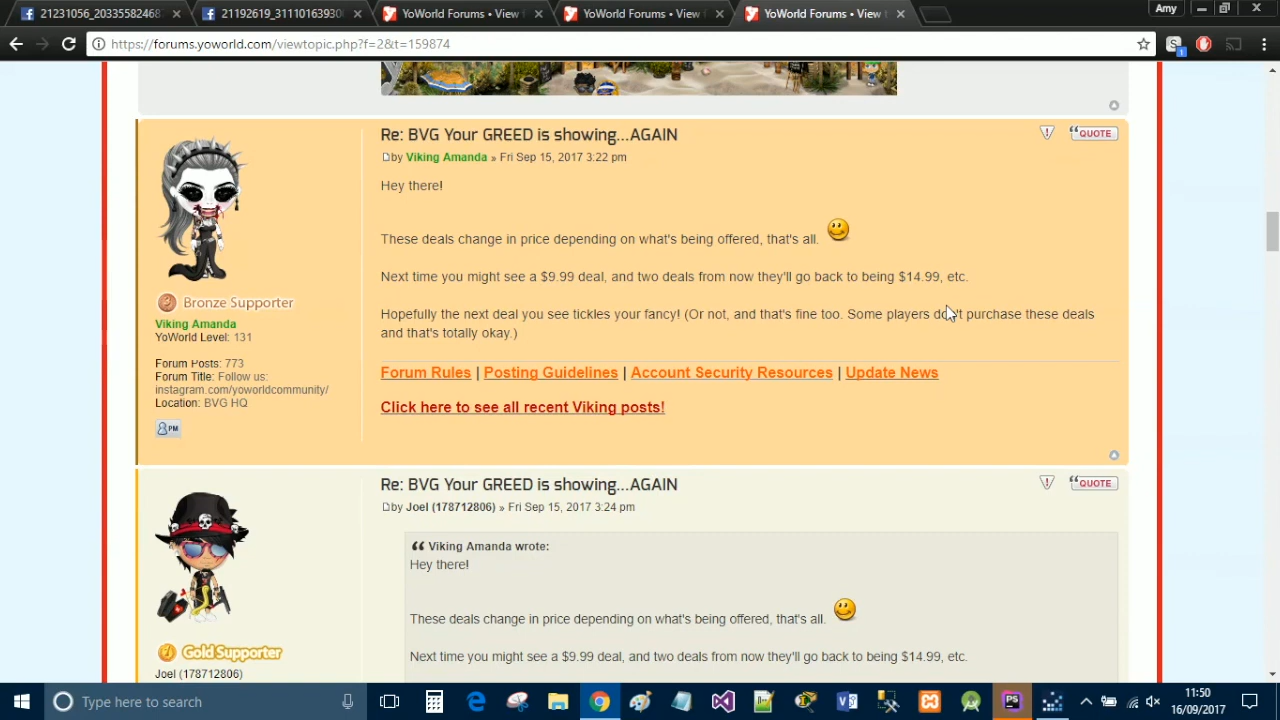 21231056_20335582468
21192619_3111016393O
YoWorld Forums • View
YoWorld Forums • View
YoWorld Forums • View t
Amy
https://forums.yoworld.com/viewtopic.php?f=2&t=159874
Re: BVG Your GREED is showing...AGAIN
by Viking Amanda » Fri Sep 15, 2017 3:22 pm
QUOTE
Hey there!
These deals change in price depending on what's being offered, that's all.
Next time you might see a $9.99 deal, and two deals from now they'll go back to being $14.99, etc.
Hopefully the next deal you see tickles your fancy! (Or not, and that's fine too. Some players don't purchase these deals
and that's totally okay.)
Forum Rules | Posting Guidelines | Account Security Resources | Update News
Click here to see all recent Viking posts!
Bronze Supporter
Viking Amanda
YoWorld Level: 131
Forum Posts: 773
Forum Title: Follow us:
instagram.com/yoworldcommunity/
Location: BVG HQ
PM
Re: BVG Your GREED is showing...AGAIN
by Joel (178712806) » Fri Sep 15, 2017 3:24 pm
QUOTE
Viking Amanda wrote:
Hey there!
These deals change in price depending on what's being offered, that's all.
Next time you might see a $9.99 deal, and two deals from now they'll go back to being $14.99, etc.
Gold Supporter
Joel (178712806)
Type here to search
PS
11:50
16/09/2017